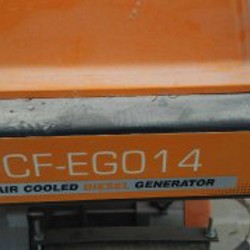 CF-EG014
AIR COOLED DIESEL GENERATOR